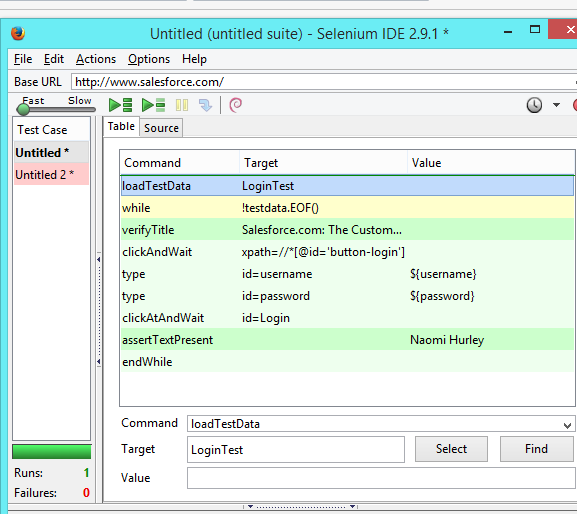 Untitled (untitled suite) - Selenium IDE 2.9.1 *
File Edit Actions Options Help
Base URL http://www.salesforce.com/
Fast Slow
Test Case
Untitled *
Untitled 2 *
Table Source
Command Target Value
loadTestData LoginTest
while !testdata.EOF()
verifyTitle Salesforce.com: The Custom...
clickAndWait xpath=//*[@id='button-login']
type id=username ${username}
type id=password ${password}
clickAtAndWait id=Login
assertTextPresent Naomi Hurley
endWhile
Command loadTestData
Target LoginTest Select Find
Value
Runs: 1
Failures: 0